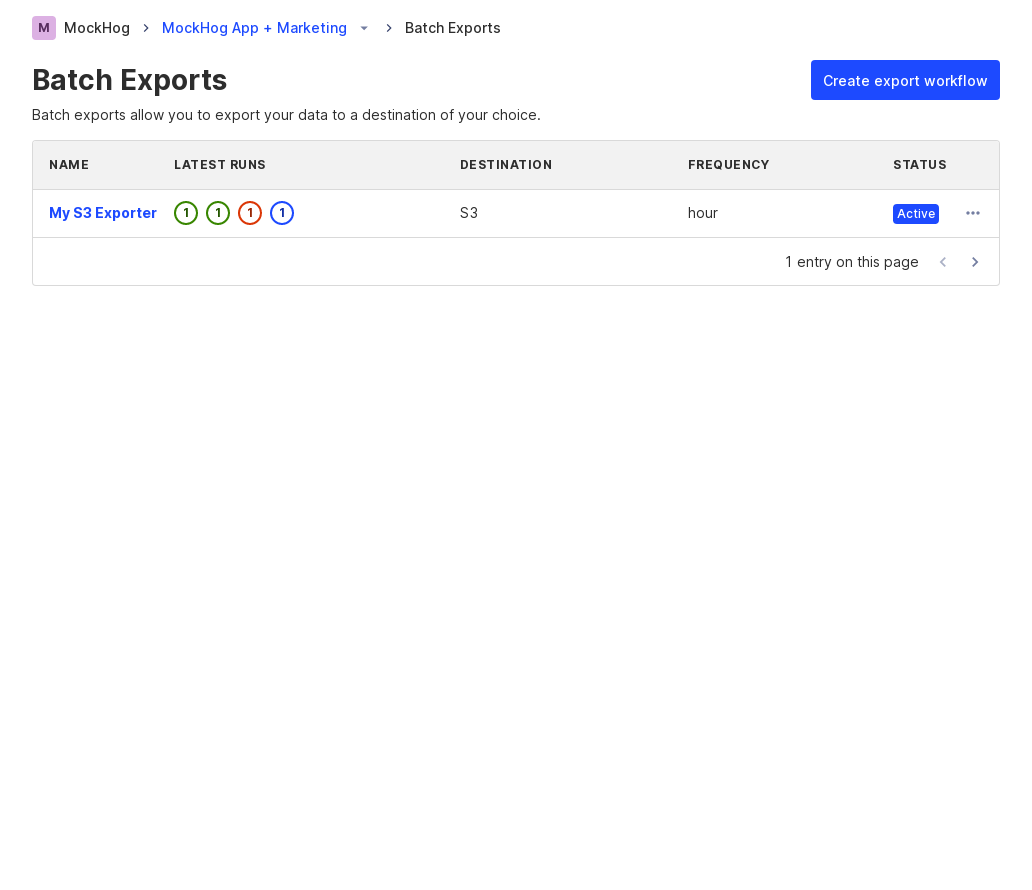 M MockHog MockHog App + Marketing Batch Exports
Batch Exports
Create export workflow
Batch exports allow you to export your data to a destination of your choice.
NAME LATEST RUNS DESTINATION FREQUENCY STATUS
My S3 Exporter 1 1 1 1 S3 hour Active
1 entry on this page